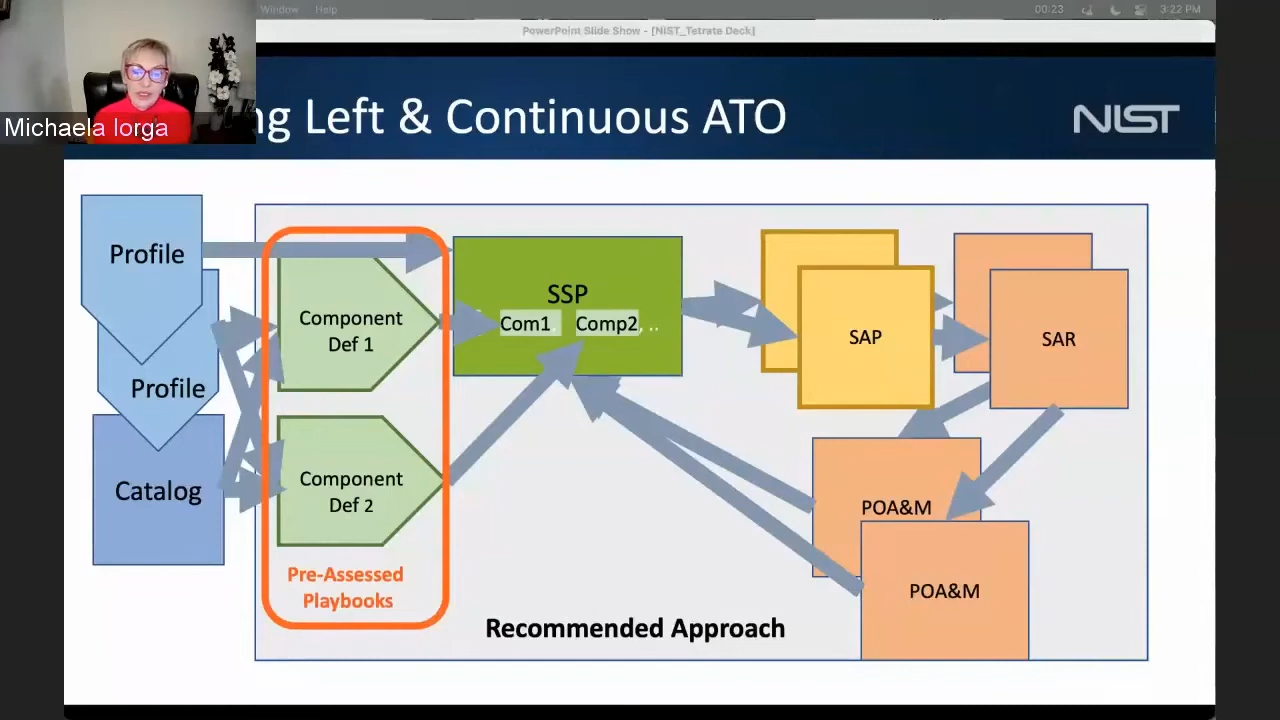 Window Help
00:23
3:22 PM
PowerPoint Slide Show - [NIST_Tetrate Deck]
Michaela Iorga
ng Left & Continuous ATO
NIST
Profile
Profile
Catalog
Component
Def 1
Component
Def 2
Pre-Assessed
Playbooks
SSP
Com1. Comp2, ..
SAP
SAR
POA&M
POA&M
Recommended Approach